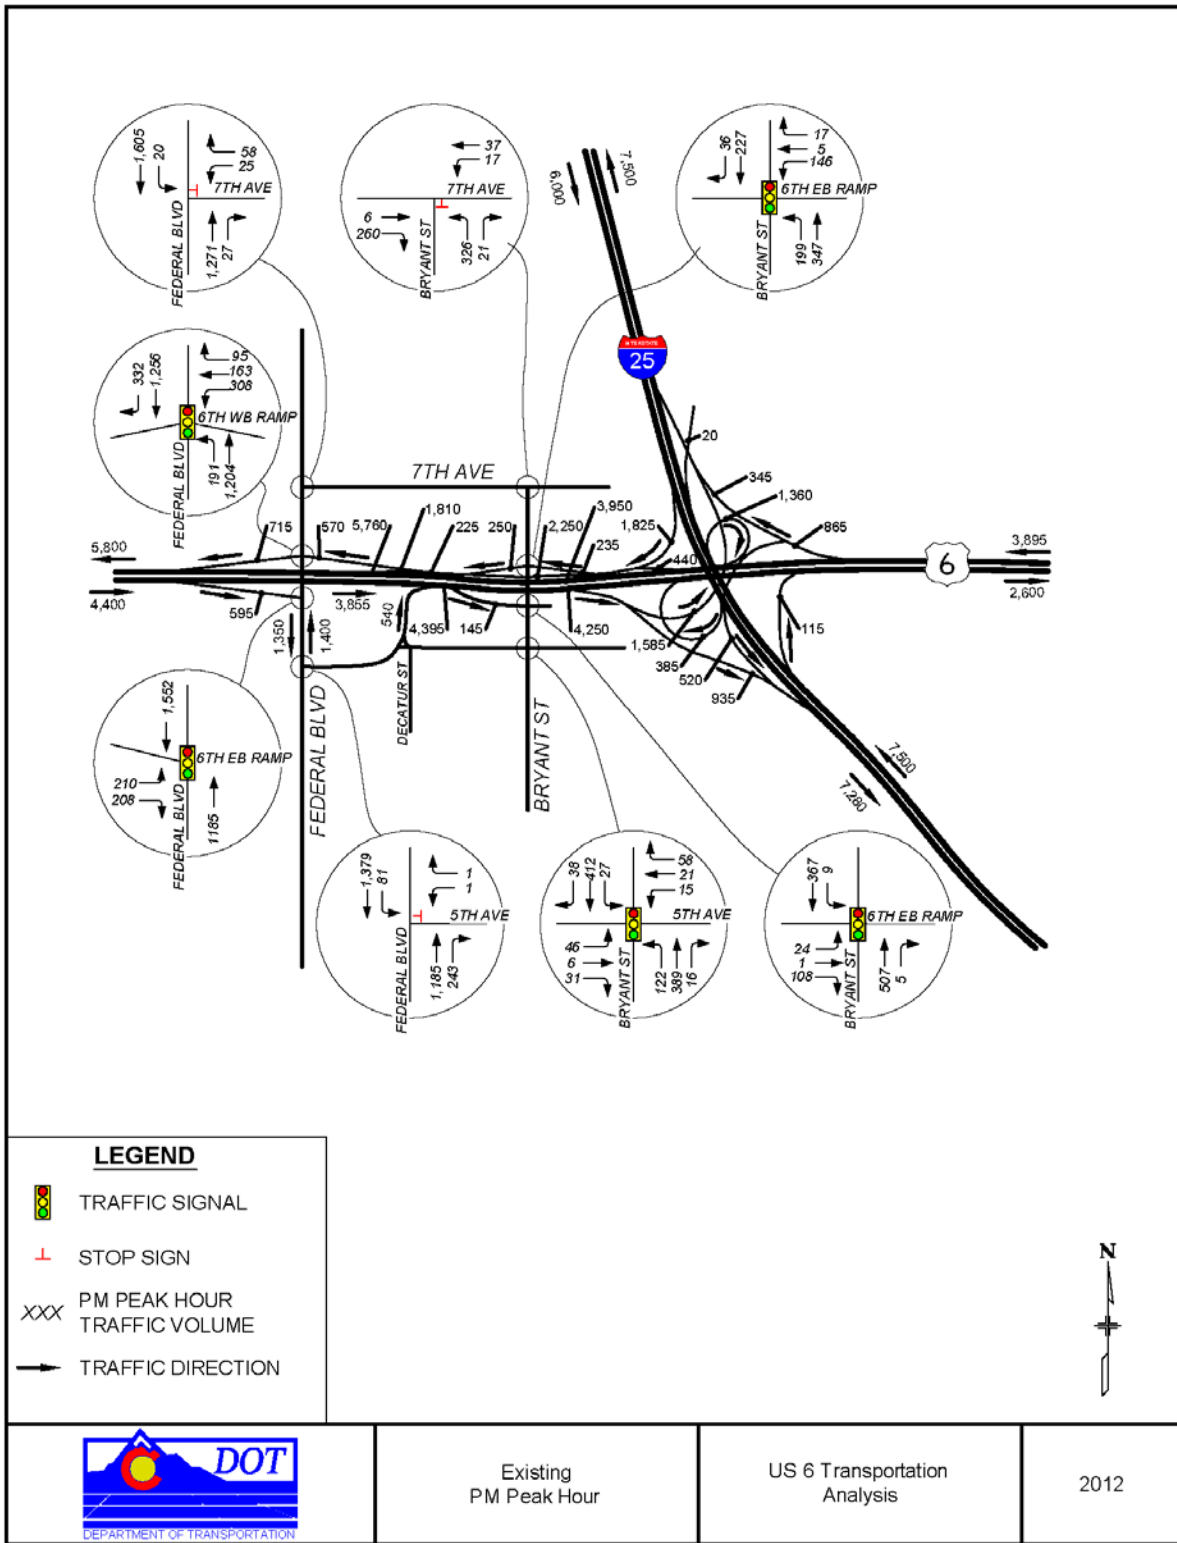 1,605
20
58
25
7TH AVE
FEDERAL BLVD
1,271
27
37
17
7TH AVE
6
260
BRYANT ST
326
21
36
227
17
5
146
6TH EB RAMP
BRYANT ST
199
347
6,000
7,500
INTERSTATE
25
332
1,256
95
163
308
6TH WB RAMP
FEDERAL BLVD
191
1,204
7TH AVE
20
345
1,360
865
3,950
1,825
1,810
715
570
5,760
225
250
2,250
235
440
5,800
6
3,895
4,400
2,600
595
3,855
540
4,395
145
4,250
1,585
385
520
935
115
1,350
1,400
DECATUR ST
FEDERAL BLVD
BRYANT ST
7,500
7,280
1,552
6TH EB RAMP
210
208
FEDERAL BLVD
1185
1,379
81
1
1
5TH AVE
FEDERAL BLVD
1,185
243
38
412
27
58
21
15
5TH AVE
46
6
31
BRYANT ST
122
389
16
367
9
6TH EB RAMP
24
1
108
BRYANT ST
507
5
LEGEND
TRAFFIC SIGNAL
STOP SIGN
XXX PM PEAK HOUR
TRAFFIC VOLUME
TRAFFIC DIRECTION
N
C DOT
DEPARTMENT OF TRANSPORTATION
Existing
PM Peak Hour
US 6 Transportation
Analysis
2012